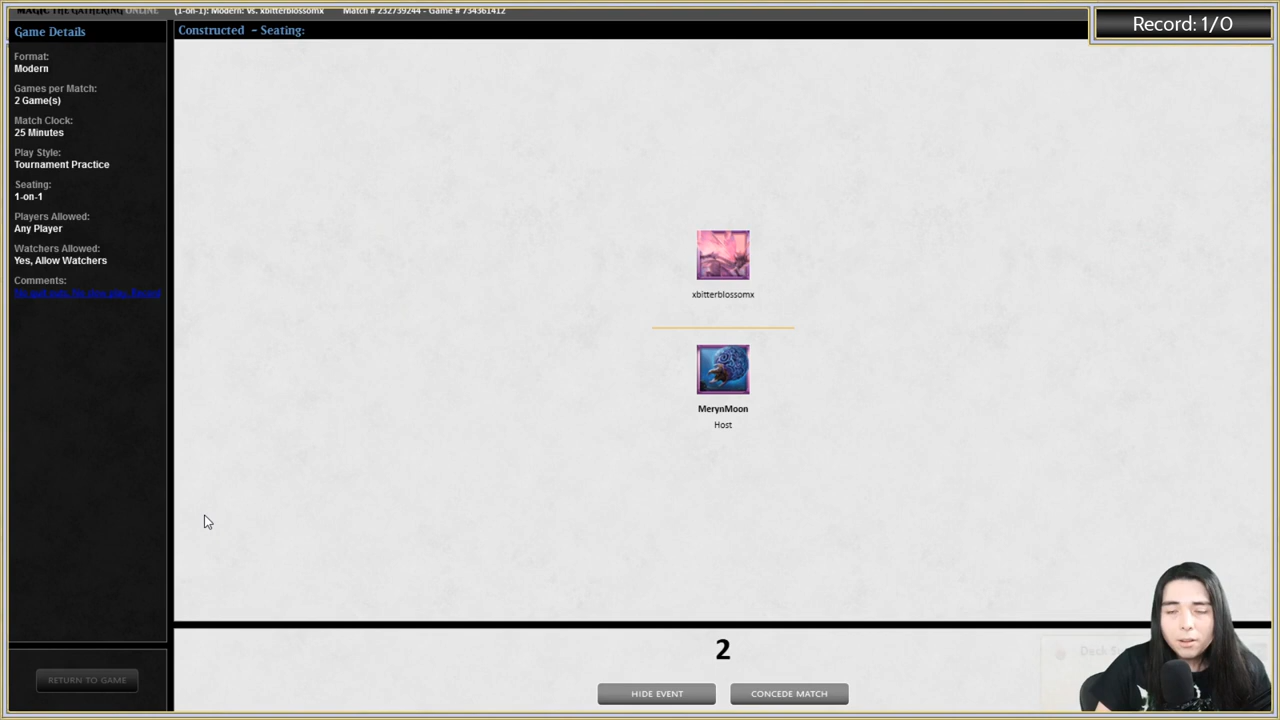 MAGIC THE GATHERING ONLINE
(1-on-1): Modern: vs. xbitterblossomx Match # 232739244 - Game # 734361412
Record: 1/0
Game Details
Constructed - Seating:
Format:
Modern
Games per Match:
2 Game(s)
Match Clock:
25 Minutes
Play Style:
Tournament Practice
Seating:
1-on-1
Players Allowed:
Any Player
Watchers Allowed:
Yes, Allow Watchers
Comments:
xbitterblossomx
MerynMoon
Host
2
RETURN TO GAME
HIDE EVENT
CONCEDE MATCH